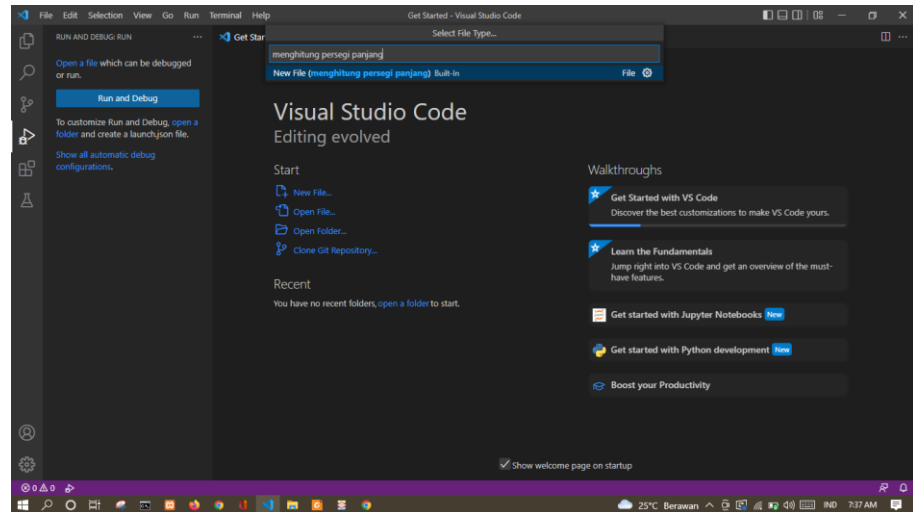 File Edit Selection View Go Run Terminal Help
Get Started - Visual Studio Code
RUN AND DEBUG: RUN
Get Star
Select File Type...
menghitung persegi panjang
New File (menghitung persegi panjang) Built-In File
Open a file which can be debugged
or run.
Run and Debug
To customize Run and Debug, open a
folder and create a launch.json file.
Show all automatic debug
configurations.
Visual Studio Code
Editing evolved
Start
New File...
Open File...
Open Folder...
Clone Git Repository...
Recent
You have no recent folders, open a folder to start.
Walkthroughs
Get Started with VS Code
Discover the best customizations to make VS Code yours.
Learn the Fundamentals
Jump right into VS Code and get an overview of the must-
have features.
Get started with Jupyter Notebooks New
Get started with Python development New
Boost your Productivity
Show welcome page on startup
0 0
25°C Berawan IND 7:37 AM